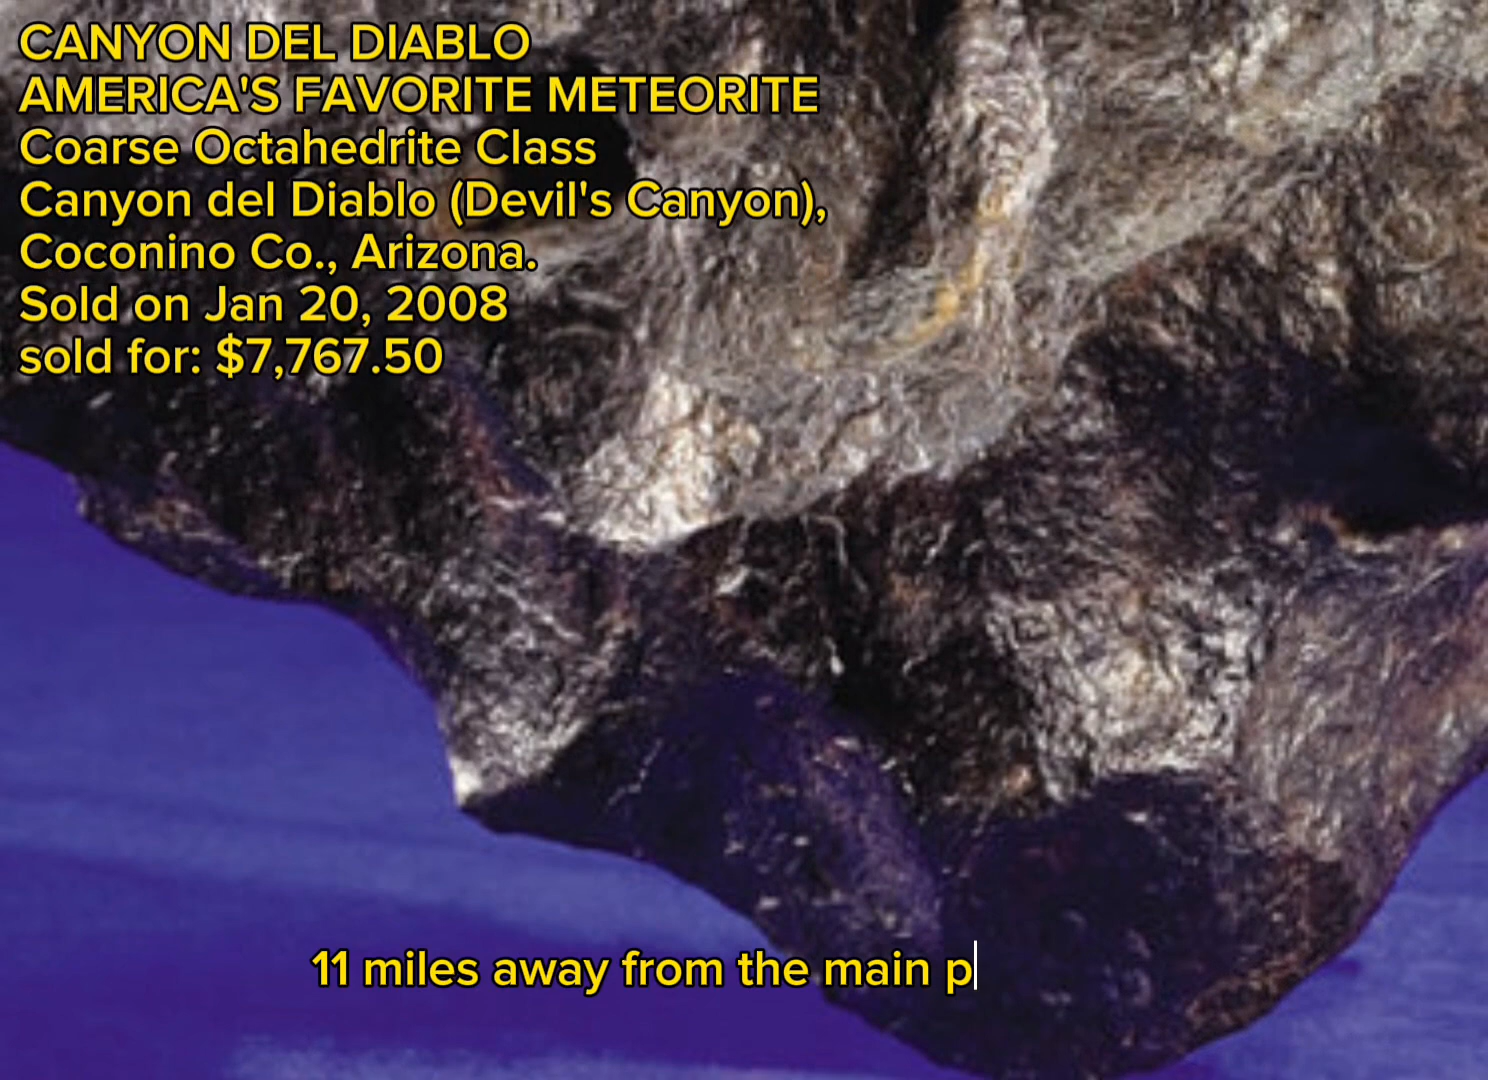 CANYON DEL DIABLO
AMERICA'S FAVORITE METEORITE
Coarse Octahedrite Class
Canyon del Diablo (Devil's Canyon),
Coconino Co., Arizona.
Sold on Jan 20, 2008
sold for: $7,767.50
11 miles away from the main p